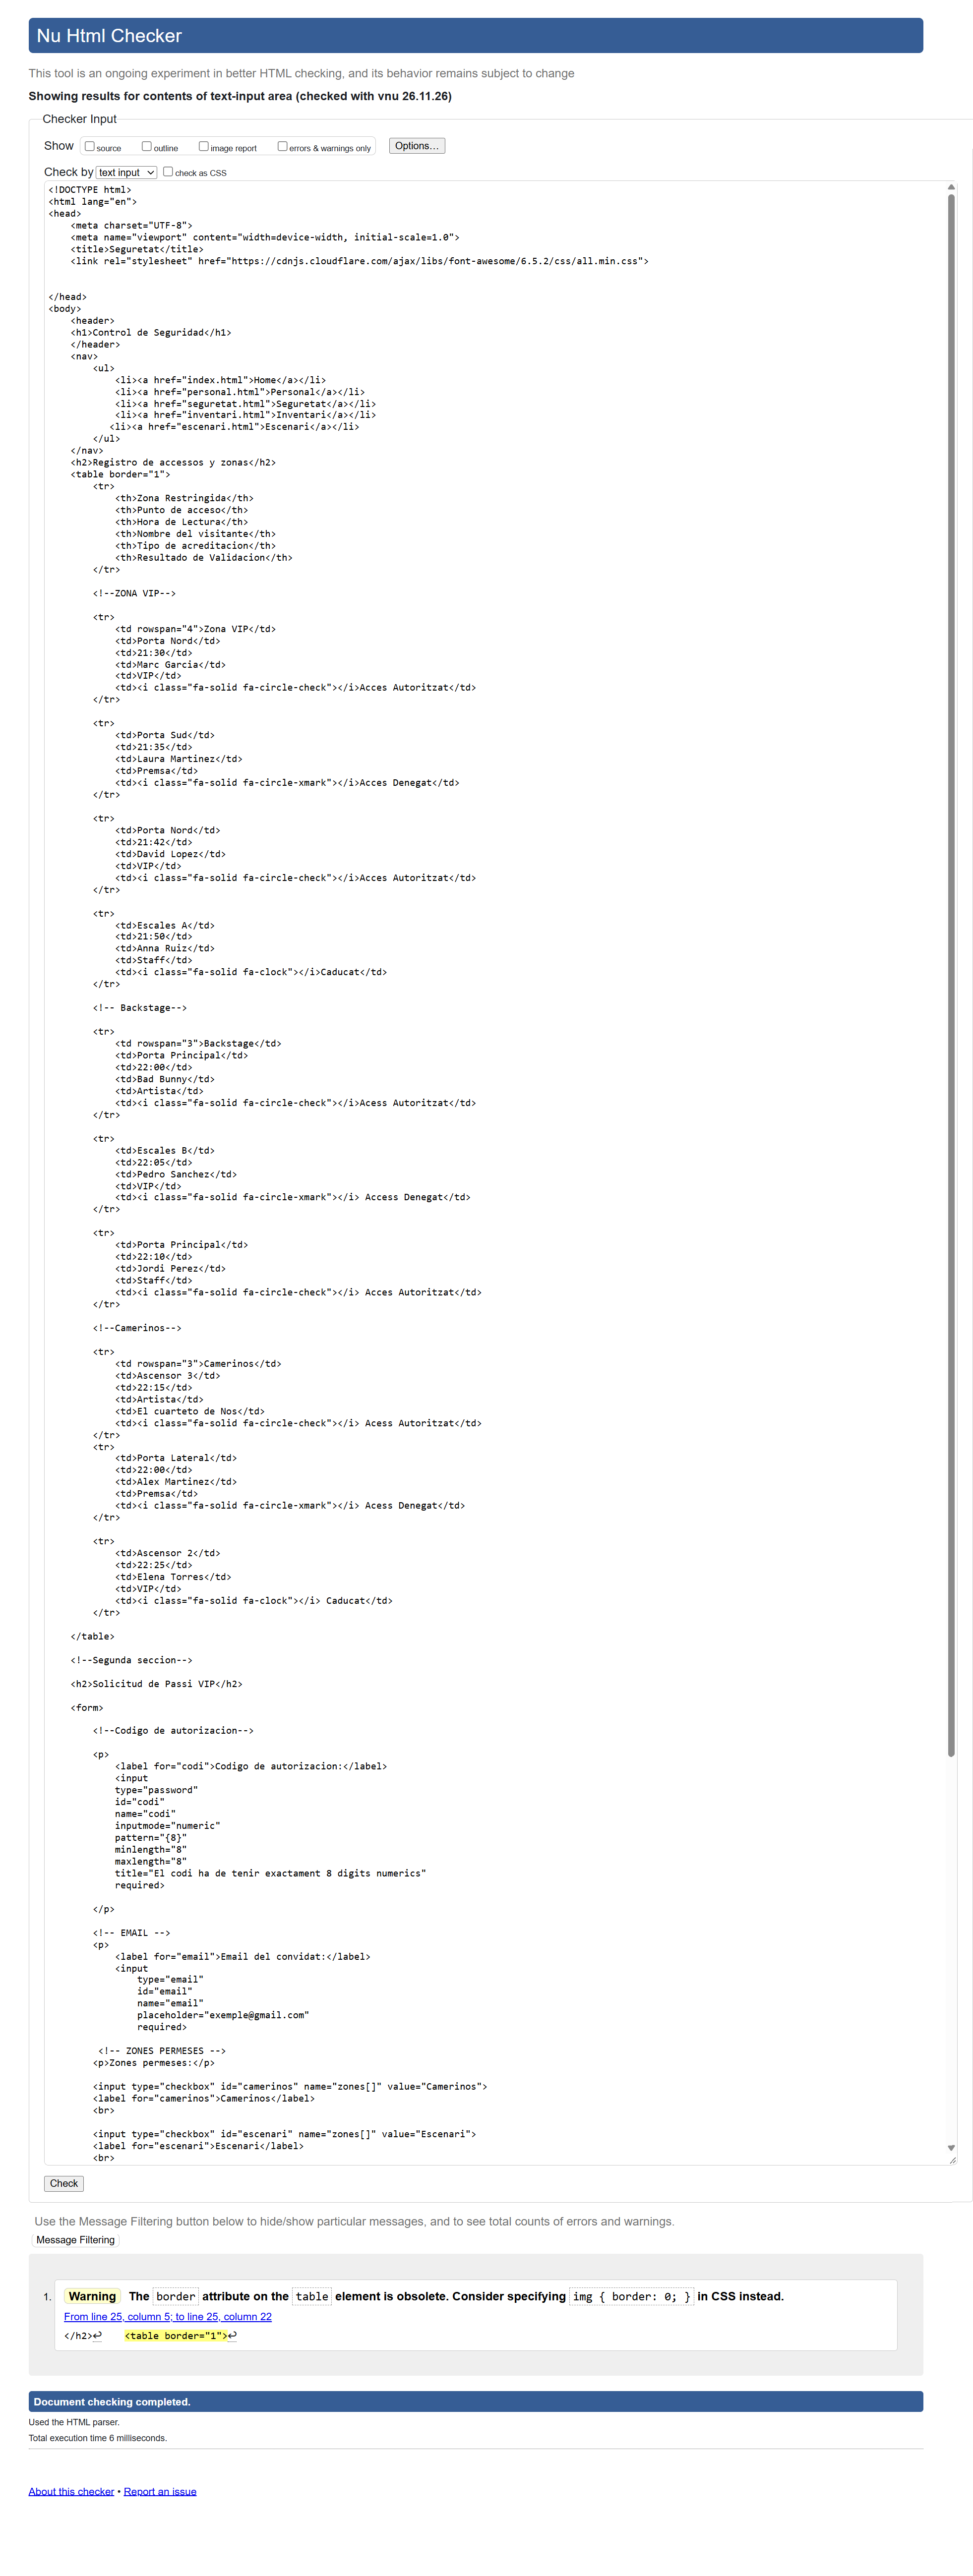 Nu Html Checker
This tool is an ongoing experiment in better HTML checking, and its behavior remains subject to change
Showing results for contents of text-input area (checked with vnu 26.11.26)
Checker Input
Show source outline image report errors & warnings only Options...
Check by text input check as CSS
<!DOCTYPE html>
<html lang="en">
<head>
    <meta charset="UTF-8">
    <meta name="viewport" content="width=device-width, initial-scale=1.0">
    <title>Seguretat</title>
    <link rel="stylesheet" href="https://cdnjs.cloudflare.com/ajax/libs/font-awesome/6.5.2/css/all.min.css">
</head>
<body>
    <header>
    <h1>Control de Seguridad</h1>
    </header>
    <nav>
        <ul>
            <li><a href="index.html">Home</a></li>
            <li><a href="personal.html">Personal</a></li>
            <li><a href="seguretat.html">Seguretat</a></li>
            <li><a href="inventari.html">Inventari</a></li>
           <li><a href="escenari.html">Escenari</a></li>
        </ul>
    </nav>
    <h2>Registro de accessos y zonas</h2>
    <table border="1">
        <tr>
            <th>Zona Restringida</th>
            <th>Punto de acceso</th>
            <th>Hora de Lectura</th>
            <th>Nombre del visitante</th>
            <th>Tipo de acreditacion</th>
            <th>Resultado de Validacion</th>
        </tr>
        <!--ZONA VIP-->
        <tr>
            <td rowspan="4">Zona VIP</td>
            <td>Porta Nord</td>
            <td>21:30</td>
            <td>Marc Garcia</td>
            <td>VIP</td>
            <td><i class="fa-solid fa-circle-check"></i>Acces Autoritzat</td>
        </tr>
        <tr>
            <td>Porta Sud</td>
            <td>21:35</td>
            <td>Laura Martinez</td>
            <td>Premsa</td>
            <td><i class="fa-solid fa-circle-xmark"></i>Acces Denegat</td>
        </tr>
        <tr>
            <td>Porta Nord</td>
            <td>21:42</td>
            <td>David Lopez</td>
            <td>VIP</td>
            <td><i class="fa-solid fa-circle-check"></i>Acces Autoritzat</td>
        </tr>
        <tr>
            <td>Escales A</td>
            <td>21:50</td>
            <td>Anna Ruiz</td>
            <td>Staff</td>
            <td><i class="fa-solid fa-clock"></i>Caducat</td>
        </tr>
        <!-- Backstage-->
        <tr>
            <td rowspan="3">Backstage</td>
            <td>Porta Principal</td>
            <td>22:00</td>
            <td>Bad Bunny</td>
            <td>Artista</td>
            <td><i class="fa-solid fa-circle-check"></i>Acess Autoritzat</td>
        </tr>
        <tr>
            <td>Escales B</td>
            <td>22:05</td>
            <td>Pedro Sanchez</td>
            <td>VIP</td>
            <td><i class="fa-solid fa-circle-xmark"></i> Access Denegat</td>
        </tr>
        <tr>
            <td>Porta Principal</td>
            <td>22:10</td>
            <td>Jordi Perez</td>
            <td>Staff</td>
            <td><i class="fa-solid fa-circle-check"></i> Acces Autoritzat</td>
        </tr>
        <!--Camerinos-->
        <tr>
            <td rowspan="3">Camerinos</td>
            <td>Ascensor 3</td>
            <td>22:15</td>
            <td>Artista</td>
            <td>El cuarteto de Nos</td>
            <td><i class="fa-solid fa-circle-check"></i> Acess Autoritzat</td>
        </tr>
        <tr>
            <td>Porta Lateral</td>
            <td>22:00</td>
            <td>Alex Martinez</td>
            <td>Premsa</td>
            <td><i class="fa-solid fa-circle-xmark"></i> Acess Denegat</td>
        </tr>
        <tr>
            <td>Ascensor 2</td>
            <td>22:25</td>
            <td>Elena Torres</td>
            <td>VIP</td>
            <td><i class="fa-solid fa-clock"></i> Caducat</td>
        </tr>
    </table>
    <!--Segunda seccion-->
    <h2>Solicitud de Passi VIP</h2>
    <form>
        <!--Codigo de autorizacion-->
        <p>
            <label for="codi">Codigo de autorizacion:</label>
            <input
            type="password"
            id="codi"
            name="codi"
            inputmode="numeric"
            pattern="{8}"
            minlength="8"
            maxlength="8"
            title="El codi ha de tenir exactament 8 digits numerics"
            required>
        </p>
        <!-- EMAIL -->
        <p>
            <label for="email">Email del convidat:</label>
            <input
                type="email"
                id="email"
                name="email"
                placeholder="exemple@gmail.com"
                required>
         <!-- ZONES PERMESES -->
        <p>Zones permeses:</p>
        <input type="checkbox" id="camerinos" name="zones[]" value="Camerinos">
        <label for="camerinos">Camerinos</label>
        <br>
        <input type="checkbox" id="escenari" name="zones[]" value="Escenari">
        <label for="escenari">Escenari</label>
        <br>
Check
Use the Message Filtering button below to hide/show particular messages, and to see total counts of errors and warnings.
Message Filtering
1. Warning The border attribute on the table element is obsolete. Consider specifying img { border: 0; } in CSS instead.
From line 25, column 5; to line 25, column 22
</h2>↩    <table border="1">↩
Document checking completed.
Used the HTML parser.
Total execution time 6 milliseconds.
About this checker • Report an issue